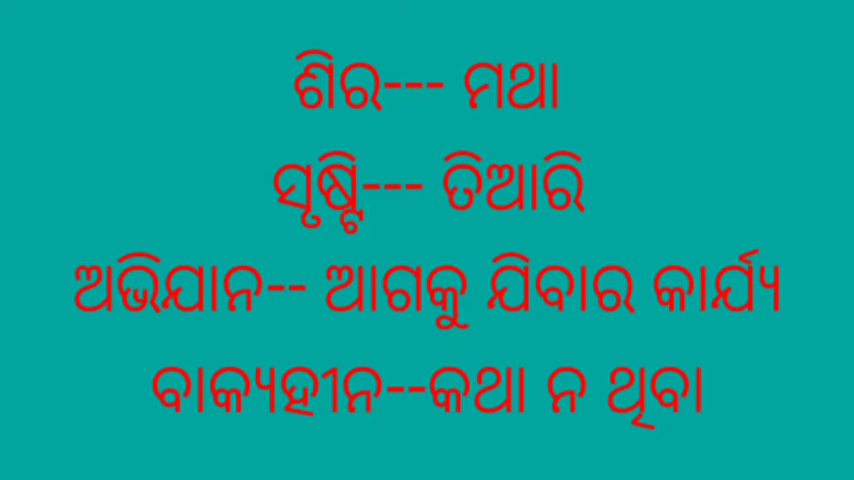 ଶିର--- ମଥା
ସୃଷ୍ଟି--- ତିଆରି
ଅଭିଯାନ-- ଆଗକୁ ଯିବାର କାର୍ଯ୍ୟ
ବାକ୍ୟହୀନ--କଥା ନ ଥିବା